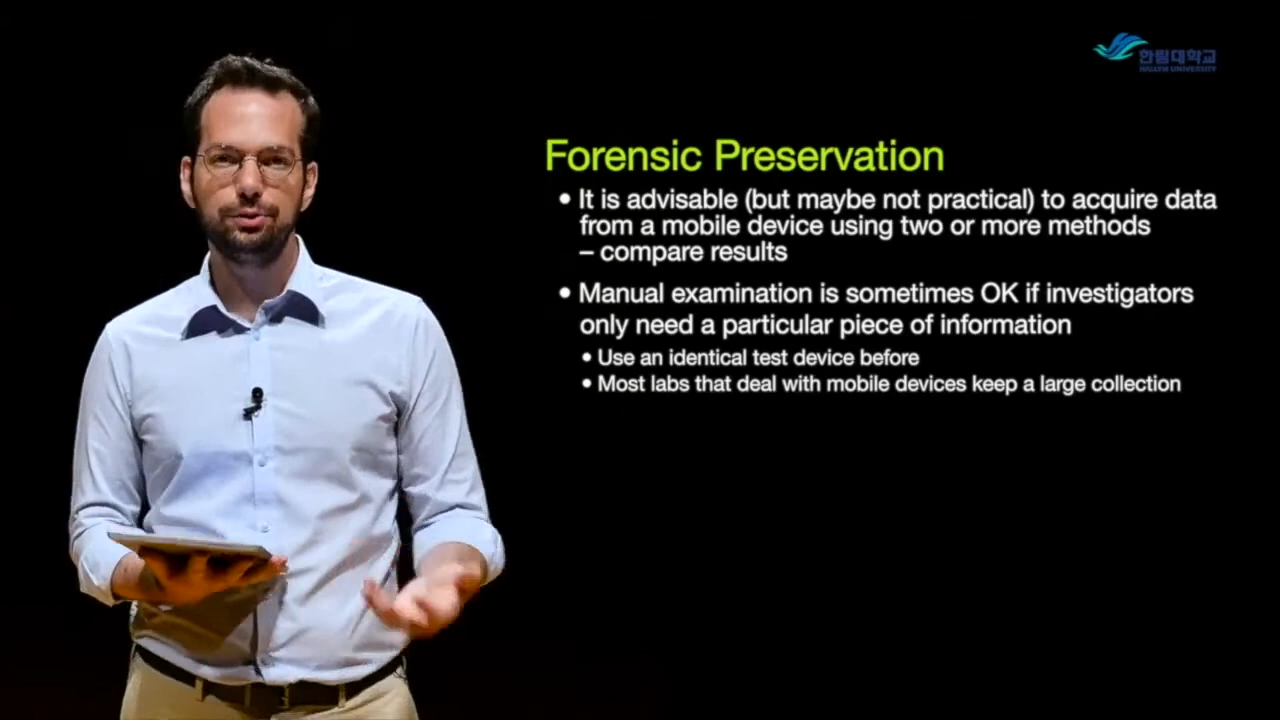 한림대학교
HALLYM UNIVERSITY
Forensic Preservation
• It is advisable (but maybe not practical) to acquire data
from a mobile device using two or more methods
– compare results
• Manual examination is sometimes OK if investigators
only need a particular piece of information
• Use an identical test device before
• Most labs that deal with mobile devices keep a large collection